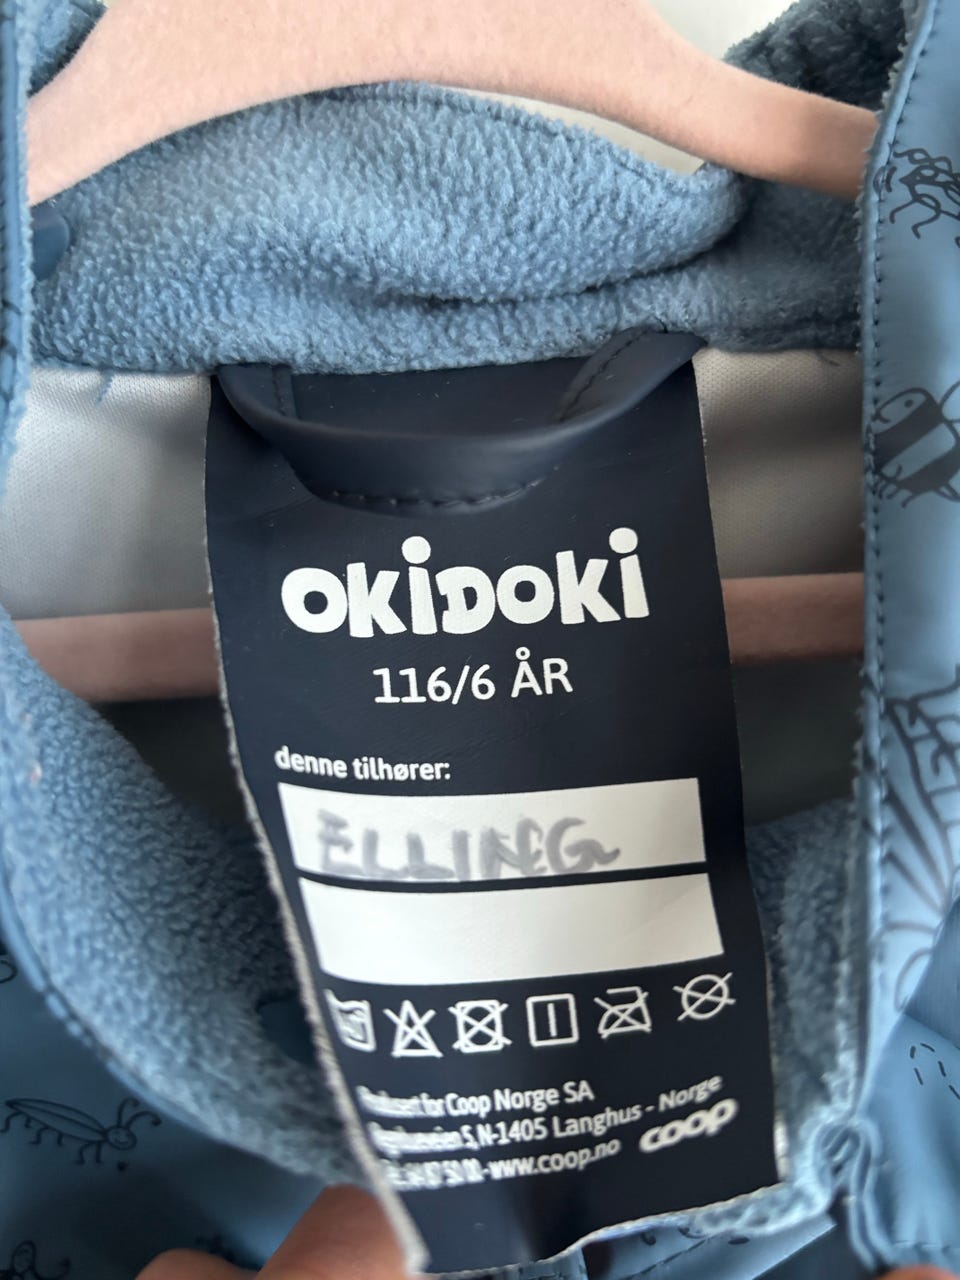 OKIDOKI
116/6 ÅR
denne tilhører:
ELLING
for Coop Norge SA
N-1405 Langhus - Norge
www.coop.no coop